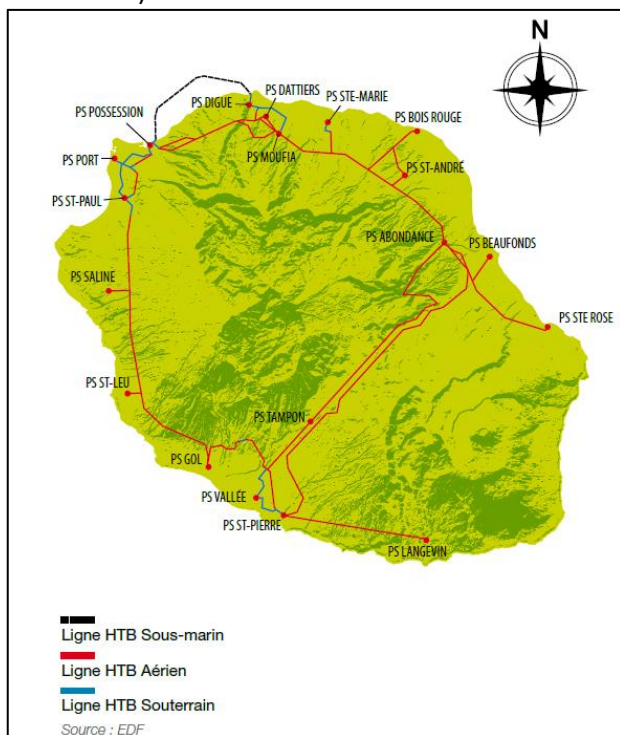 N
PS DIGUE
PS DATTIERS
PS STE-MARIE
PS POSSESSION
PS BOIS ROUGE
PS MOUFIA
PS PORT
PS ST-ANDRÉ
PS ST-PAUL
PS ABONDANCE
PS BEAUFONDS
PS SALINE
PS STE ROSE
PS ST-LEU
PS TAMPON
PS GOL
PS VALLÉE
PS ST-PIERRE
PS LANGEVIN
Ligne HTB Sous-marin
Ligne HTB Aérien
Ligne HTB Souterrain
Source : EDF